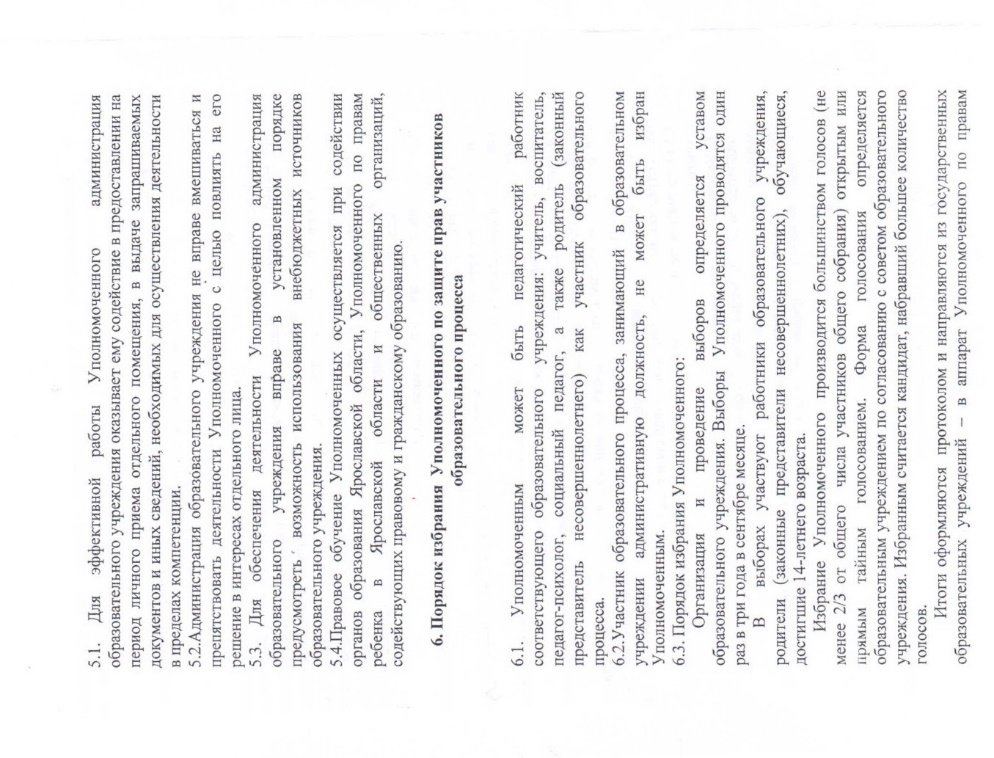 5.1. Для эффективной работы Уполномоченного администрация
образовательного учреждения оказывает ему содействие в предоставлении на
период личного приема отдельного помещения, в выдаче запрашиваемых
документов и иных сведений, необходимых для осуществления деятельности
в пределах компетенции.
5.2.Администрация образовательного учреждения не вправе вмешиваться и
препятствовать деятельности Уполномоченного с целью повлиять на его
решение в интересах отдельного лица.
5.3. Для обеспечения деятельности Уполномоченного администрация
образовательного учреждения вправе в установленном порядке
предусмотреть возможность использования внебюджетных источников
образовательного учреждения.
5.4.Правовое обучение Уполномоченных осуществляется при содействии
органов образования Ярославской области, Уполномоченного по правам
ребенка в Ярославской области и общественных организаций,
содействующих правовому и гражданскому образованию.
6. Порядок избрания Уполномоченного по защите прав участников
образовательного процесса
6.1. Уполномоченным может быть педагогический работник
соответствующего образовательного учреждения: учитель, воспитатель,
педагог-психолог, социальный педагог, а также родитель (законный
представитель несовершеннолетнего) как участник образовательного
процесса.
6.2.Участник образовательного процесса, занимающий в образовательном
учреждении административную должность, не может быть избран
Уполномоченным.
6.3. Порядок избрания Уполномоченного:
Организация и проведение выборов определяется уставом
образовательного учреждения. Выборы Уполномоченного проводятся один
раз в три года в сентябре месяце.
В выборах участвуют работники образовательного учреждения,
родители (законные представители несовершеннолетних), обучающиеся,
достигшие 14-летнего возраста.
Избрание Уполномоченного производится большинством голосов (не
менее 2/3 от общего числа участников общего собрания) открытым или
прямым тайным голосованием. Форма голосования определяется
образовательным учреждением по согласованию с советом образовательного
учреждения. Избранным считается кандидат, набравший большее количество
голосов.
Итоги оформляются протоколом и направляются из государственных
образовательных учреждений – в аппарат Уполномоченного по правам